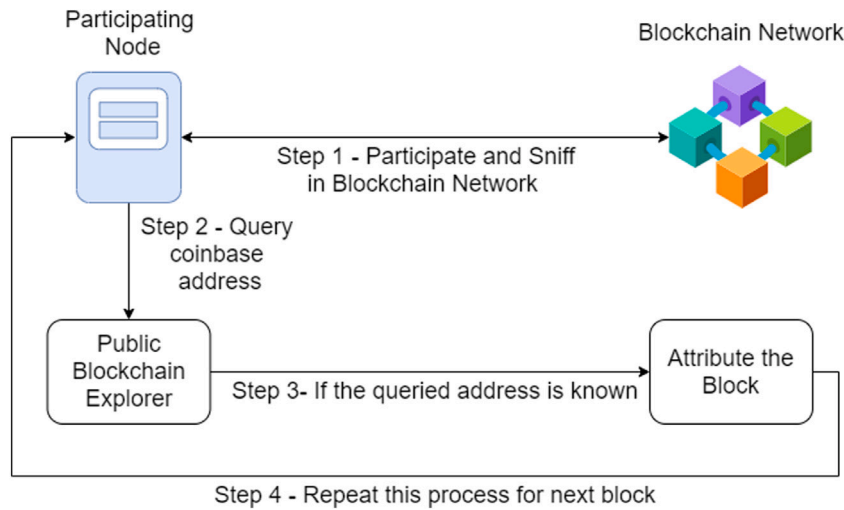 Participating
Node
Blockchain Network
Step 1 - Participate and Sniff
in Blockchain Network
Step 2 - Query
coinbase
address
Public
Blockchain
Explorer
Step 3- If the queried address is known
Attribute the
Block
Step 4 - Repeat this process for next block